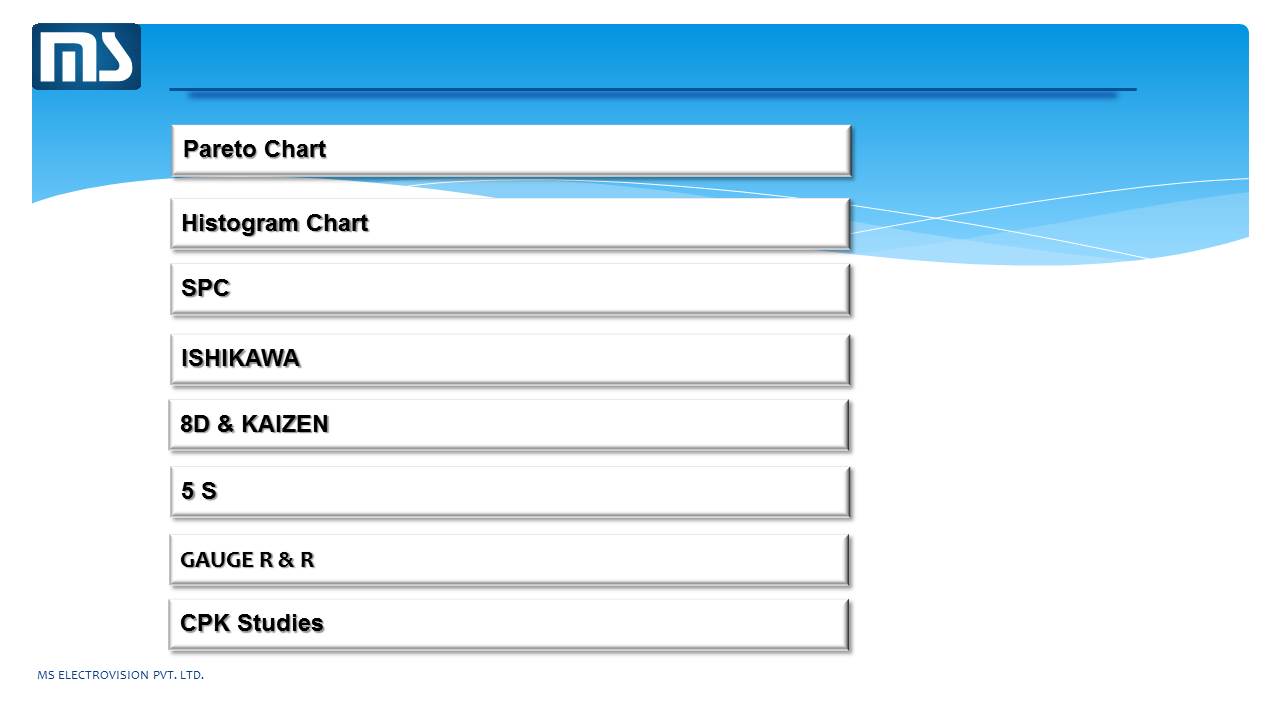 MS
Pareto Chart
Histogram Chart
SPC
ISHIKAWA
8D & KAIZEN
5 S
GAUGE R & R
CPK Studies
MS ELECTROVISION PVT. LTD.